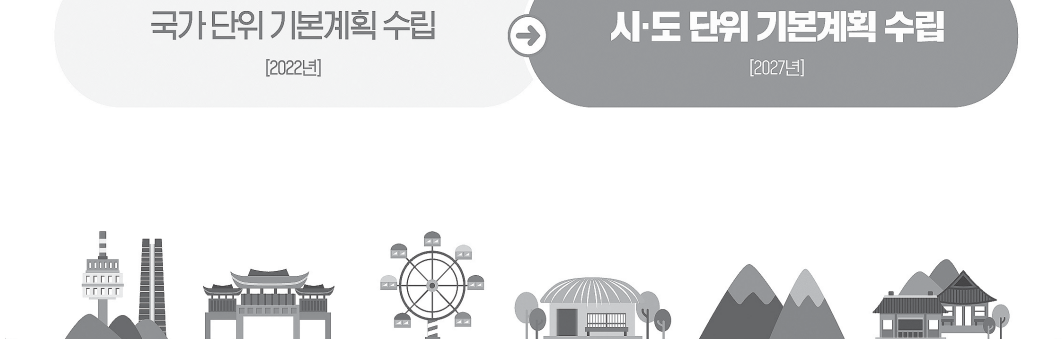 국가 단위 기본계획 수립
[2022년]
시·도 단위 기본계획 수립
[2027년]